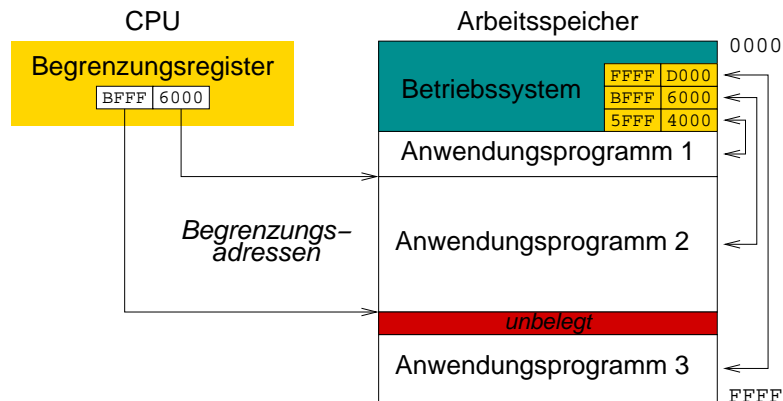 CPU
Arbeitsspeicher
0000
Begrenzungsregister
BFFF 6000
Betriebssystem
FFFF D000
BFFF 6000
5FFF 4000
Anwendungsprogramm 1
Begrenzungs-
adressen
Anwendungsprogramm 2
unbelegt
Anwendungsprogramm 3
FFFF